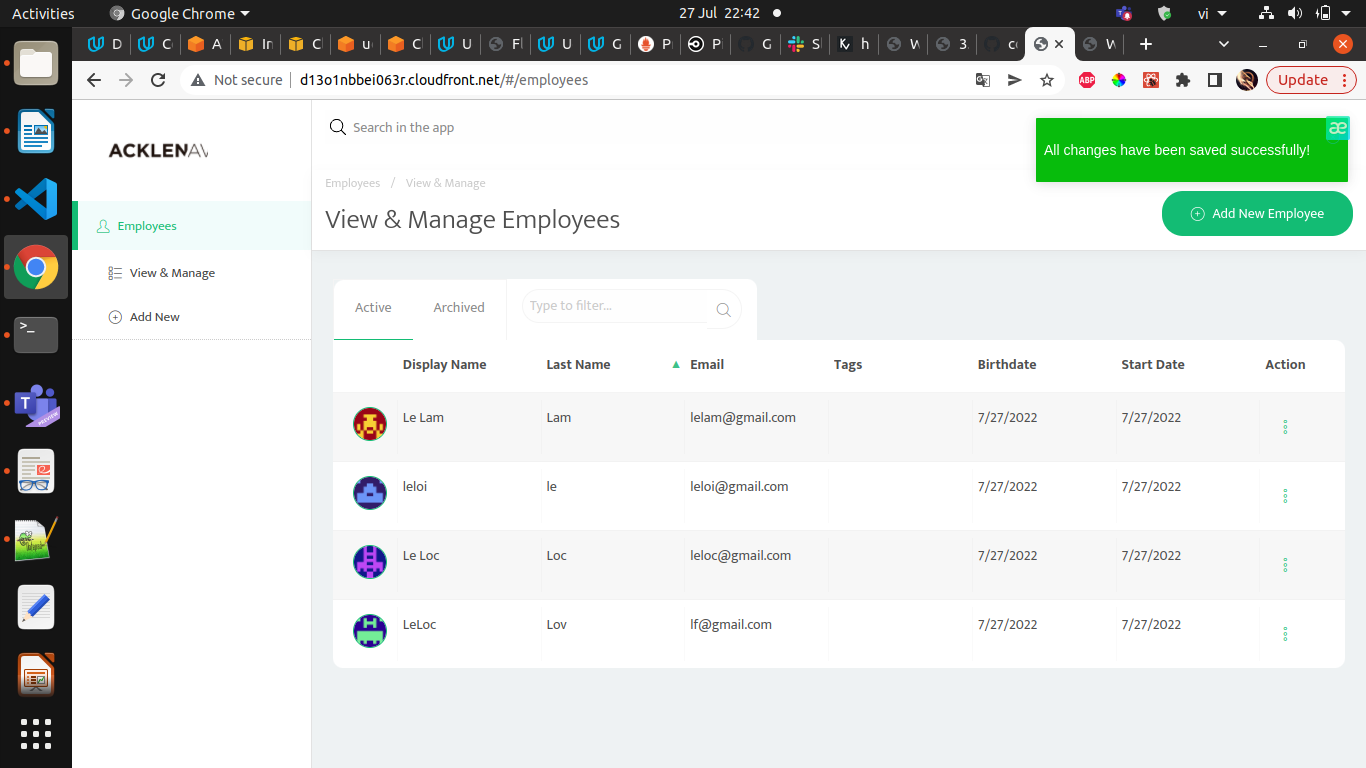 Activities Google Chrome 27 Jul 22:42 vi
D C A In Cl u Cl U Fl U G P P G Sl h W 3. c W
Not secure d13o1nbbei063r.cloudfront.net/#/employees ABP Update
ACKLENAV
Search in the app
æ
All changes have been saved successfully!
Employees / View & Manage
View & Manage Employees
Add New Employee
Employees
View & Manage
Add New
Active Archived Type to filter...
Display Name Last Name Email Tags Birthdate Start Date Action
Le Lam Lam lelam@gmail.com 7/27/2022 7/27/2022
leloi le leloi@gmail.com 7/27/2022 7/27/2022
Le Loc Loc leloc@gmail.com 7/27/2022 7/27/2022
LeLoc Lov lf@gmail.com 7/27/2022 7/27/2022